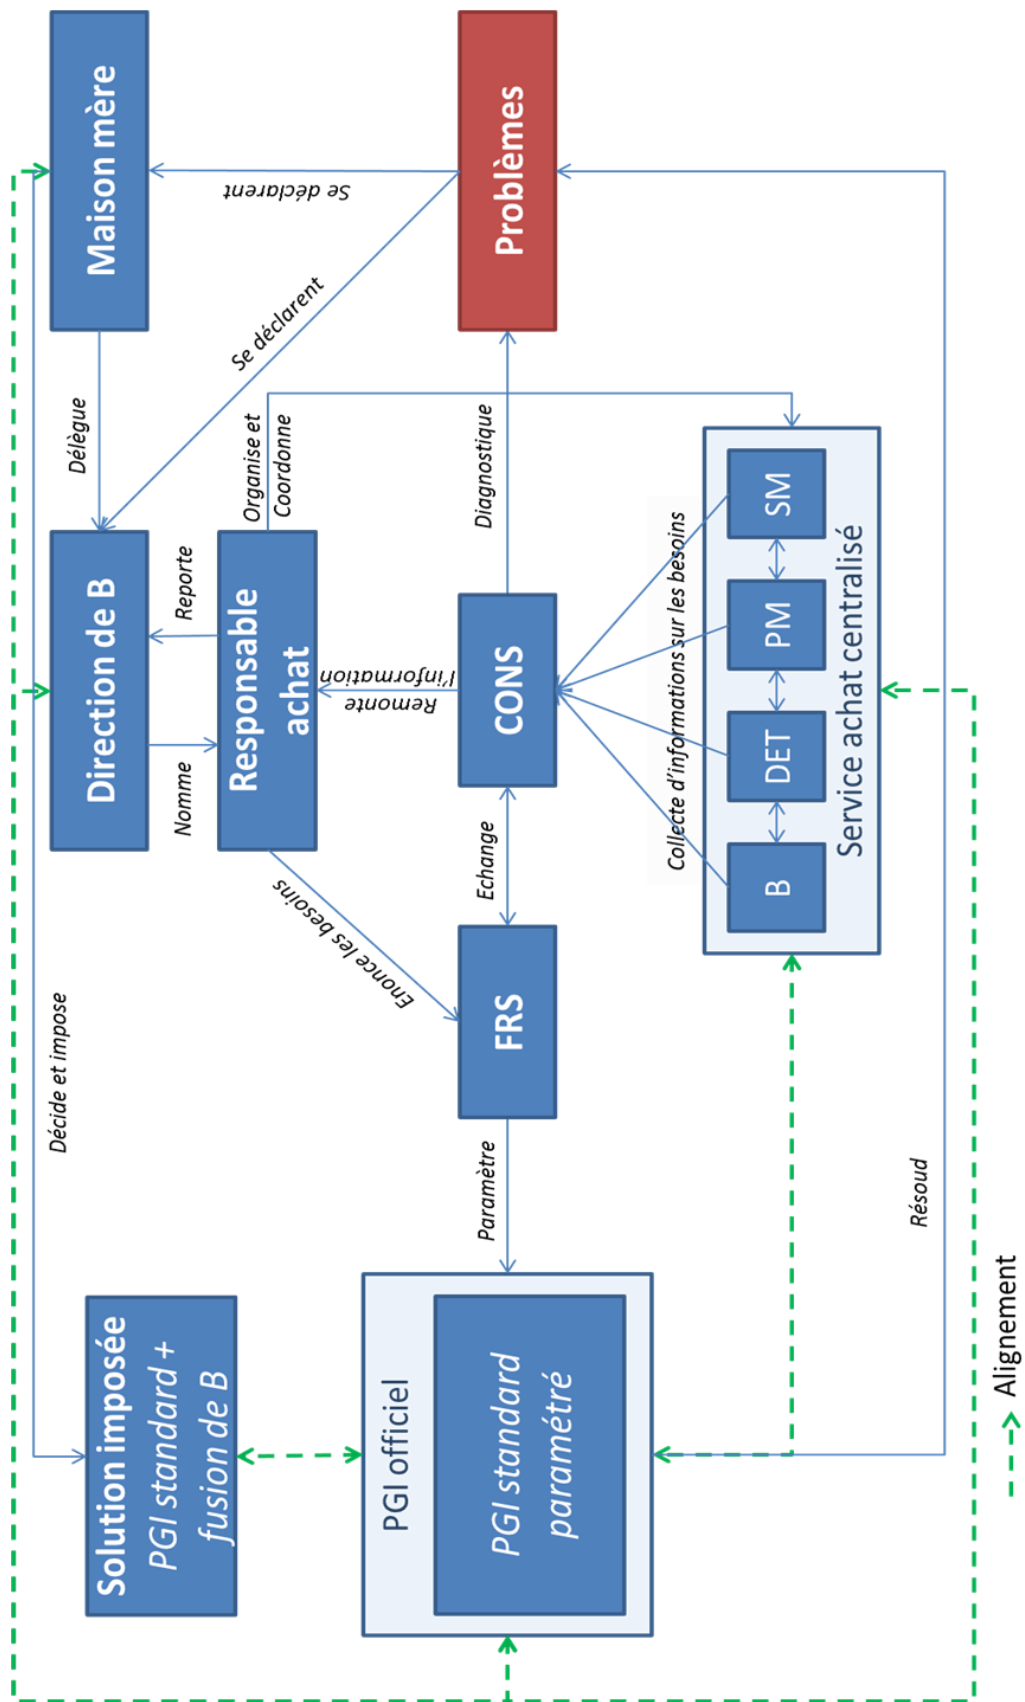 Décide et impose
Solution imposée
PGI standard +
fusion de B
Direction de B
Délègue
Maison mère
Nomme
Reporte
Se déclarent
Se déclarent
Responsable
achat
Organise et
Coordonne
Enonce les besoins
Remonte
l'information
PGI officiel
PGI standard
paramétré
Paramètre
FRS
Echange
CONS
Diagnostique
Problèmes
Collecte d'informations sur les besoins
B
DET
PM
SM
Service achat centralisé
Résoud
Alignement